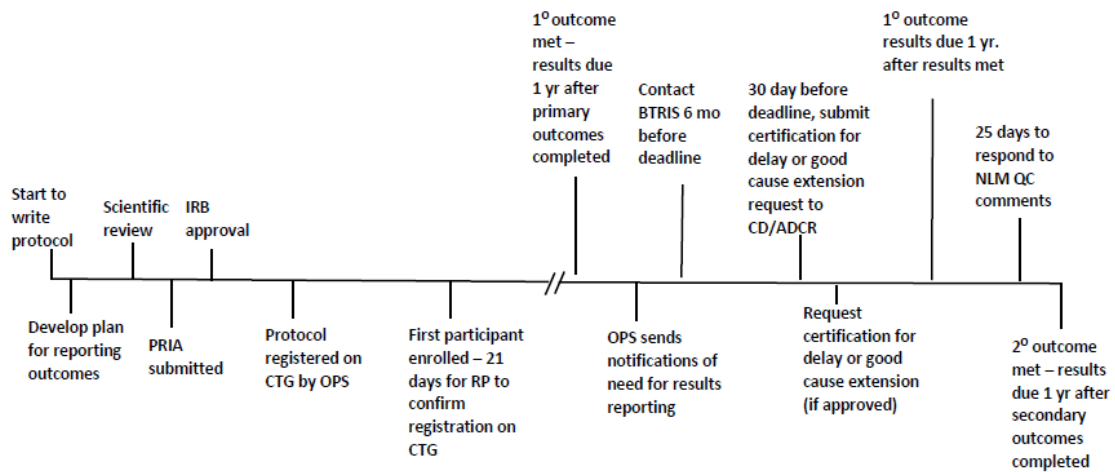 1º outcome
met –
results due
1 yr after
primary
outcomes
completed
Contact
BTRIS 6 mo
before
deadline
30 day before
deadline, submit
certification for
delay or good
cause extension
request to
CD/ADCR
1º outcome
results due 1 yr.
after results met
25 days to
respond to
NLM QC
comments
Start to
write
protocol
Scientific
review
IRB
approval
Develop plan
for reporting
outcomes
PRIA
submitted
Protocol
registered on
CTG by OPS
First participant
enrolled – 21
days for RP to
confirm
registration on
CTG
OPS sends
notifications of
need for results
reporting
Request
certification for
delay or good
cause extension
(if approved)
2º outcome
met – results
due 1 yr after
secondary
outcomes
completed